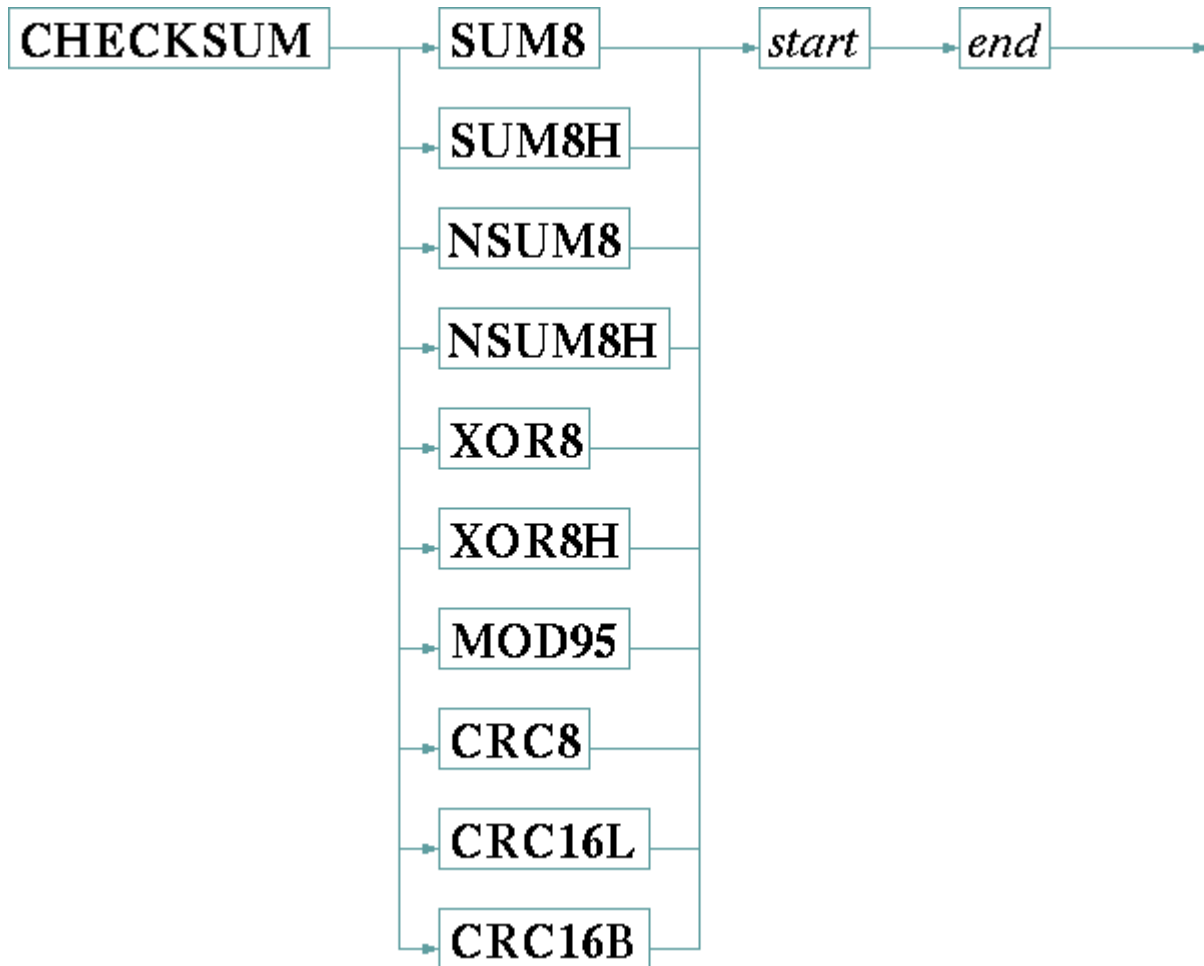 CHECKSUM SUM8 start end
SUM8H
NSUM8
NSUM8H
XOR8
XOR8H
MOD95
CRC8
CRC16L
CRC16B